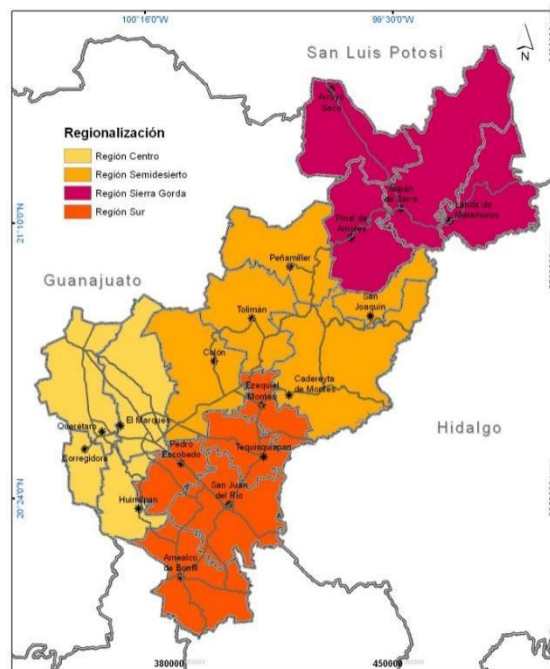 100°16'0"W
99°30'0"W
San Luis Potosí
N
Arroyo
Seco
Regionalización
Región Centro
Región Semidesierto
Región Sierra Gorda
Región Sur
21°10'0"N
Jalpan
de Serra
Landa de
Matamoros
Pinal de
Amoles
Peñamiller
Guanajuato
San
Joaquín
Tolimán
Colón
Cadereyta
de Montes
Ezequiel
Montes
Hidalgo
El Marqués
Querétaro
Corregidora
Pedro
Escobedo
Tequisquiapan
San Juan
del Río
Huimilpan
20°24'0"N
Amealco
de Bonfil
380000
450000